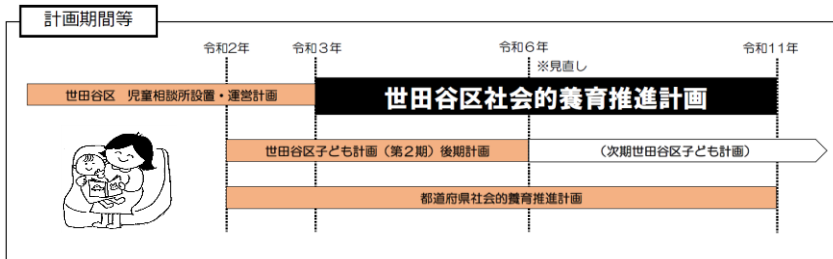 計画期間等
令和2年
令和3年
令和6年
令和11年
※見直し
世田谷区　児童相談所設置・運営計画
世田谷区社会的養育推進計画
世田谷区子ども計画（第2期）後期計画
（次期世田谷区子ども計画）
都道府県社会的養育推進計画